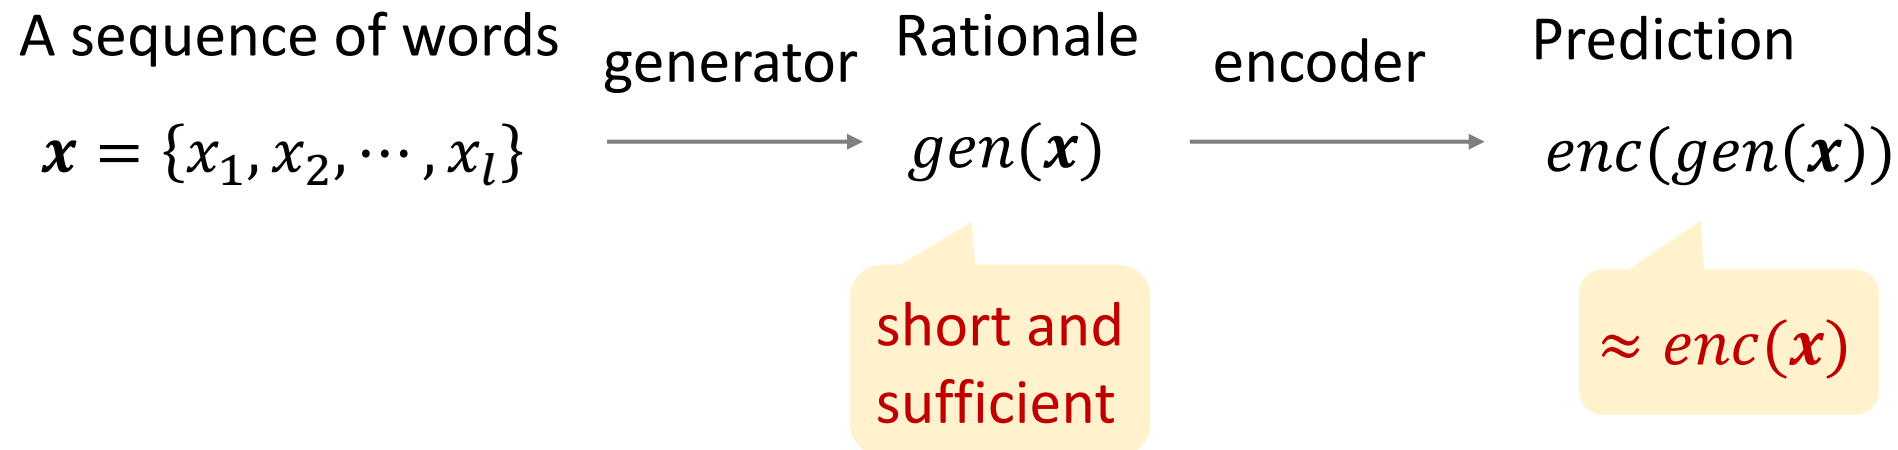 A sequence of words
generator
Rationale
encoder
Prediction
𝒙 = {x₁, x₂, ⋯ , xₗ}
gen(𝒙)
enc(gen(𝒙))
short and
sufficient
≈ enc(𝒙)